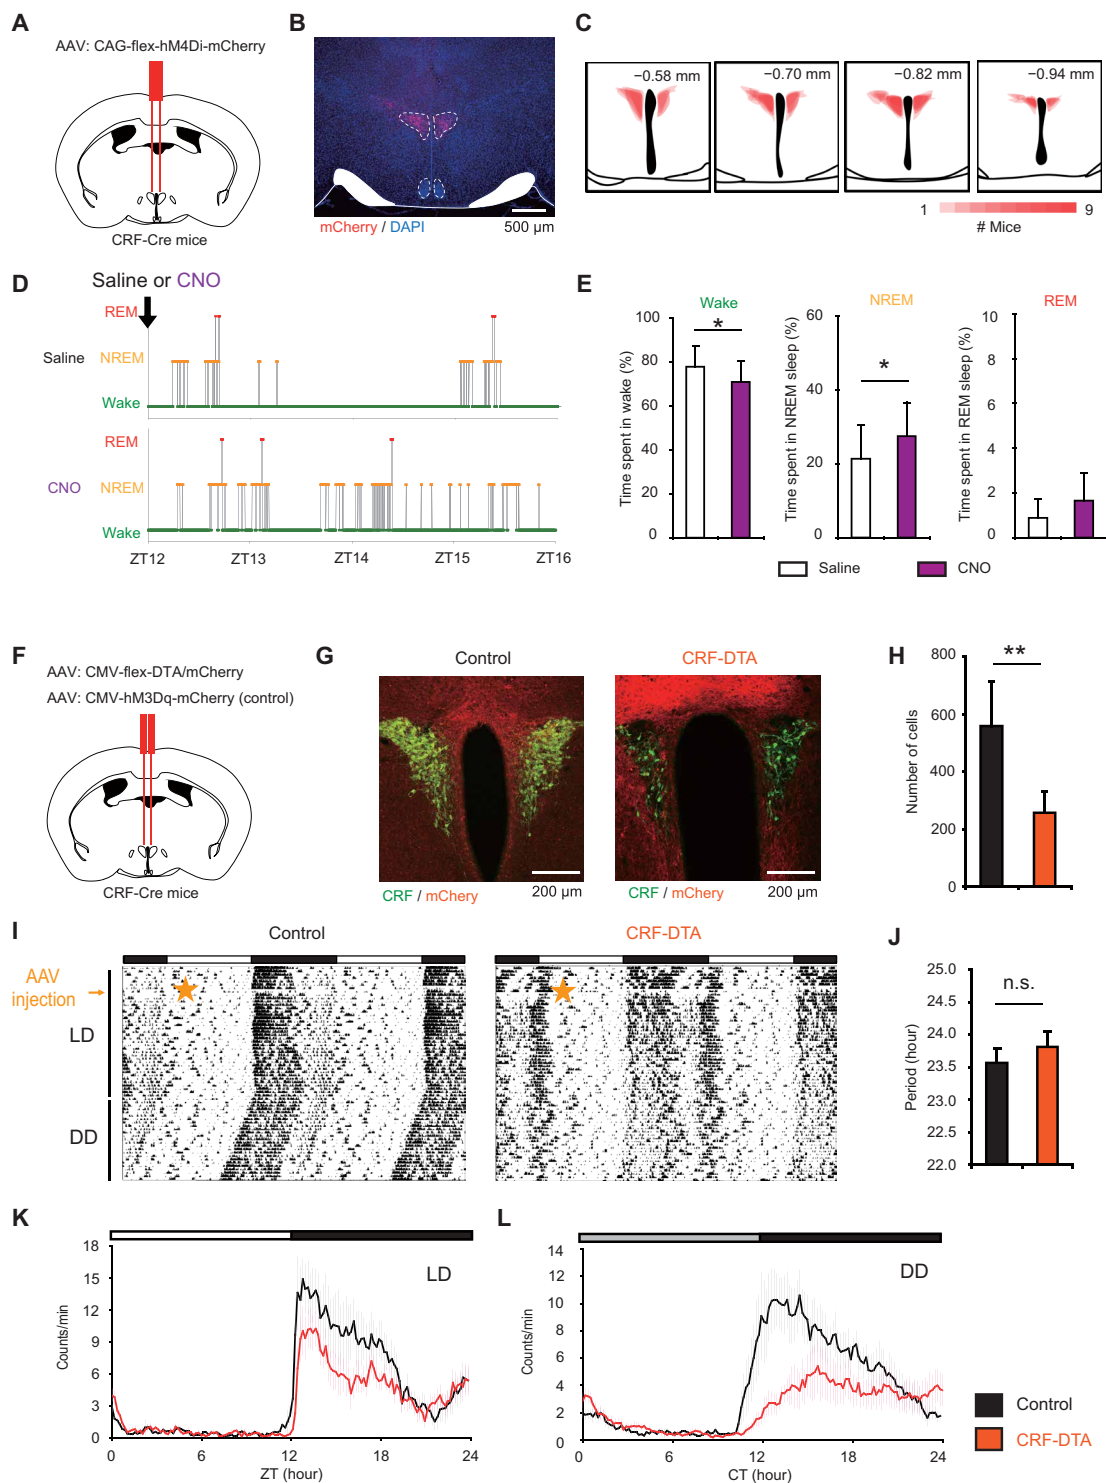 A
AAV: CAG-flex-hM4Di-mCherry
CRF-Cre mice
B
mCherry / DAPI
500 µm
C
−0.58 mm
−0.70 mm
−0.82 mm
−0.94 mm
1
9
# Mice
D
Saline or CNO
REM
Saline
NREM
Wake
REM
CNO
NREM
Wake
ZT12
ZT13
ZT14
ZT15
ZT16
E
Wake
Time spent in wake (%)
100
80
60
40
20
0
*
NREM
Time spent in NREM sleep (%)
60
40
20
0
*
REM
Time spent in REM sleep (%)
10
8
6
4
2
0
Saline
CNO
F
AAV: CMV-flex-DTA/mCherry
AAV: CMV-hM3Dq-mCherry (control)
CRF-Cre mice
G
Control
CRF-DTA
CRF / mChery
200 µm
CRF / mCherry
200 µm
H
Number of cells
800
600
400
200
0
**
I
Control
CRF-DTA
AAV
injection
LD
DD
J
Period (hour)
25.0
24.5
24.0
23.5
23.0
22.5
22.0
n.s.
K
LD
Counts/min
18
15
12
9
6
3
0
0
6
12
18
24
ZT (hour)
L
DD
Counts/min
14
12
10
8
6
4
2
0
0
6
12
18
24
CT (hour)
Control
CRF-DTA